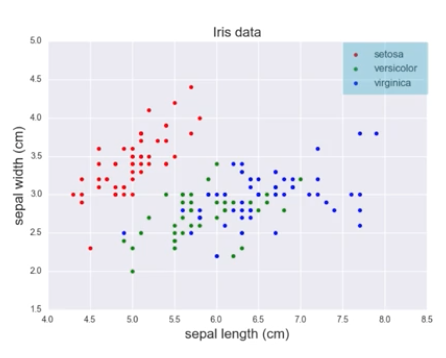 Iris data
setosa
versicolor
virginica
5.0
4.5
4.0
3.5
3.0
2.5
2.0
1.5
sepal width (cm)
4.0 4.5 5.0 5.5 6.0 6.5 7.0 7.5 8.0 8.5
sepal length (cm)